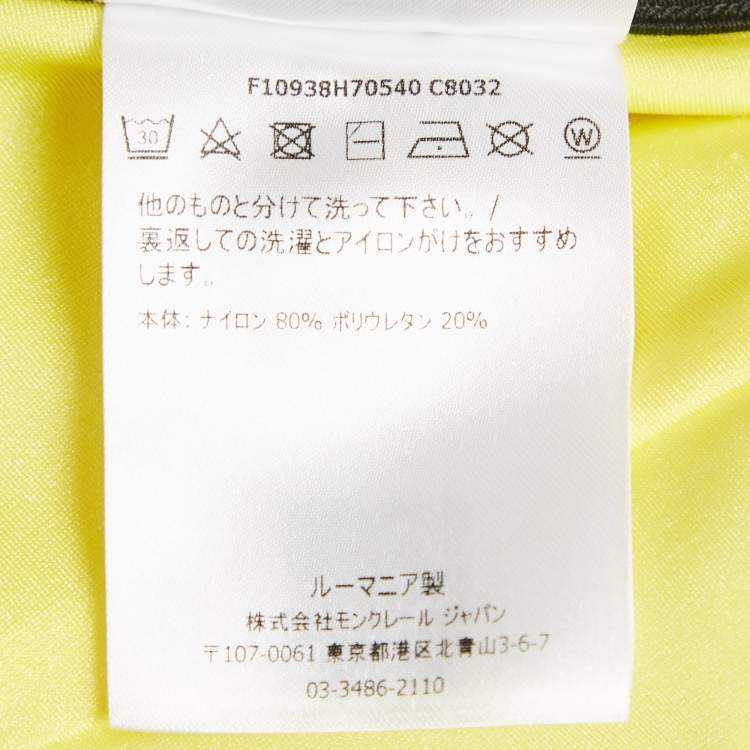 F10938H70540 C8032
30
W
他のものと分けて洗って下さい。/
裏返しての洗濯とアイロンがけをおすすめ
します。
本体: ナイロン 80% ポリウレタン 20%
ルーマニア製
株式会社モンクレール ジャパン
〒107-0061 東京都港区北青山3-6-7
03-3486-2110